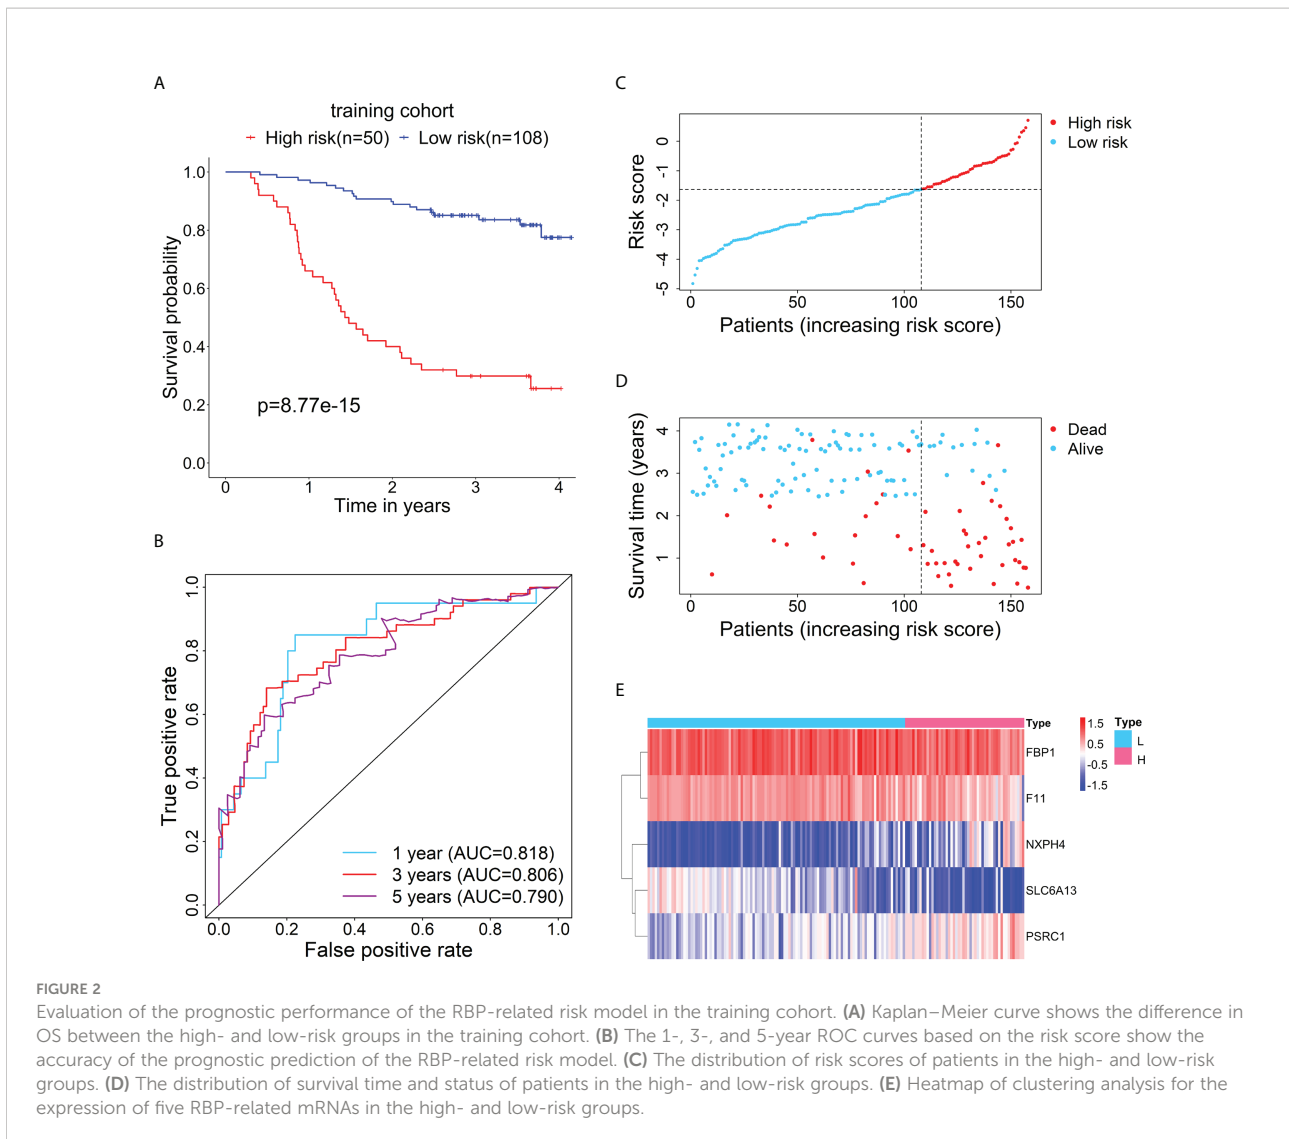 A
training cohort
High risk(n=50) Low risk(n=108)
Survival probability
1.0
0.8
0.6
0.4
0.2
0.0
p=8.77e-15
0 1 2 3 4
Time in years
B
True positive rate
1.0
0.8
0.6
0.4
0.2
0.0
1 year (AUC=0.818)
3 years (AUC=0.806)
5 years (AUC=0.790)
0.0 0.2 0.4 0.6 0.8 1.0
False positive rate
C
Risk score
0
-1
-2
-3
-4
-5
High risk
Low risk
0 50 100 150
Patients (increasing risk score)
D
Survival time (years)
4
3
2
1
Dead
Alive
0 50 100 150
Patients (increasing risk score)
E
Type
FBP1
F11
NXPH4
SLC6A13
PSRC1
1.5
0.5
-0.5
-1.5
Type
L
H
FIGURE 2
Evaluation of the prognostic performance of the RBP-related risk model in the training cohort. (A) Kaplan–Meier curve shows the difference in
OS between the high- and low-risk groups in the training cohort. (B) The 1-, 3-, and 5-year ROC curves based on the risk score show the
accuracy of the prognostic prediction of the RBP-related risk model. (C) The distribution of risk scores of patients in the high- and low-risk
groups. (D) The distribution of survival time and status of patients in the high- and low-risk groups. (E) Heatmap of clustering analysis for the
expression of five RBP-related mRNAs in the high- and low-risk groups.